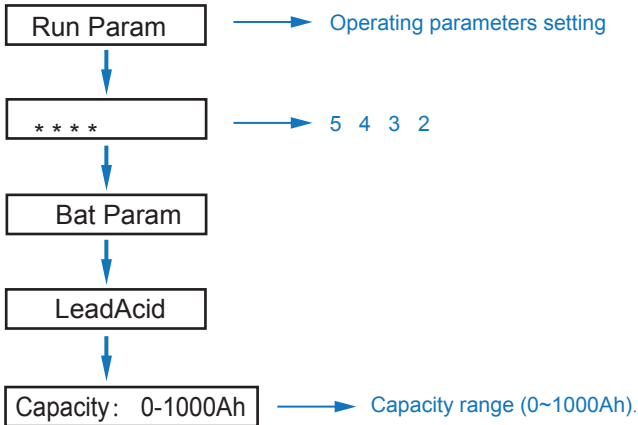 Run Param
Operating parameters setting
* * * *
5 4 3 2
Bat Param
LeadAcid
Capacity: 0-1000Ah
Capacity range (0~1000Ah).